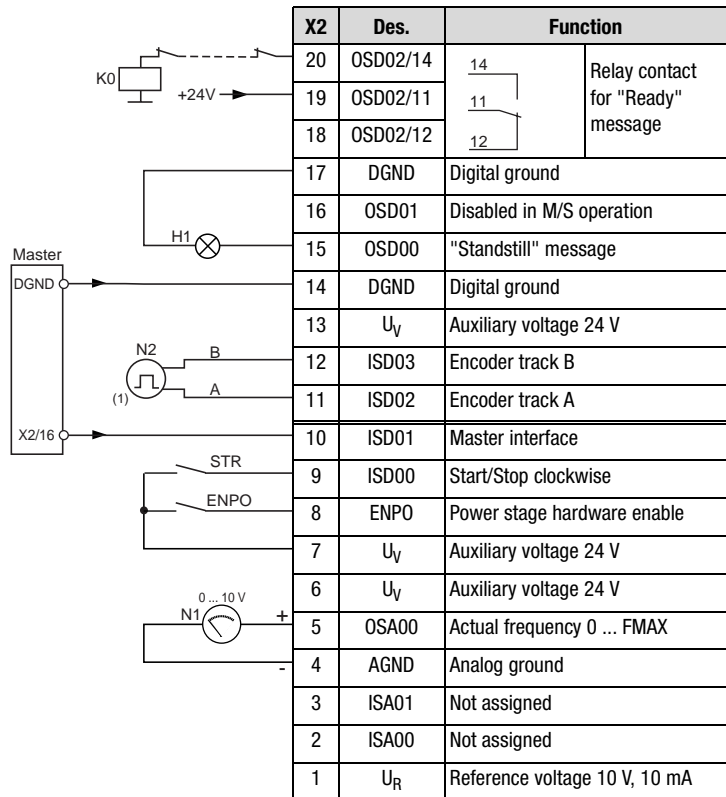 X2 Des. Function
20 OSD02/14 14 Relay contact for "Ready" message
19 OSD02/11 11
18 OSD02/12 12
17 DGND Digital ground
16 OSD01 Disabled in M/S operation
15 OSD00 "Standstill" message
14 DGND Digital ground
13 UV Auxiliary voltage 24 V
12 ISD03 Encoder track B
11 ISD02 Encoder track A
10 ISD01 Master interface
9 ISD00 Start/Stop clockwise
8 ENPO Power stage hardware enable
7 UV Auxiliary voltage 24 V
6 UV Auxiliary voltage 24 V
5 OSA00 Actual frequency 0 ... FMAX
4 AGND Analog ground
3 ISA01 Not assigned
2 ISA00 Not assigned
1 UR Reference voltage 10 V, 10 mA
K0
+24V
H1
Master
DGND
N2
B
A
(1)
X2/16
STR
ENPO
0 ... 10 V
N1
+
-